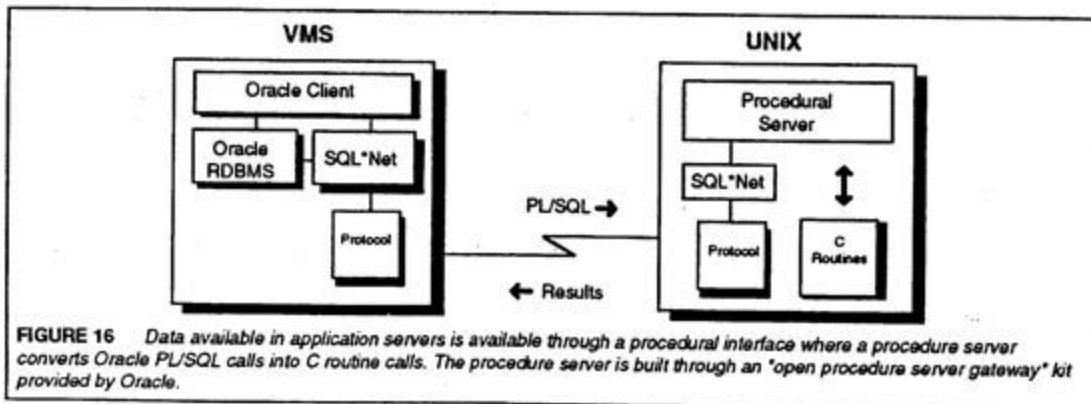 VMS
UNIX
Oracle Client
Oracle
RDBMS
SQL*Net
Protocol
PL/SQL →
← Results
Procedural
Server
SQL*Net
Protocol
C
Routines
FIGURE 16 Data available in application servers is available through a procedural interface where a procedure server
converts Oracle PL/SQL calls into C routine calls. The procedure server is built through an "open procedure server gateway" kit
provided by Oracle.